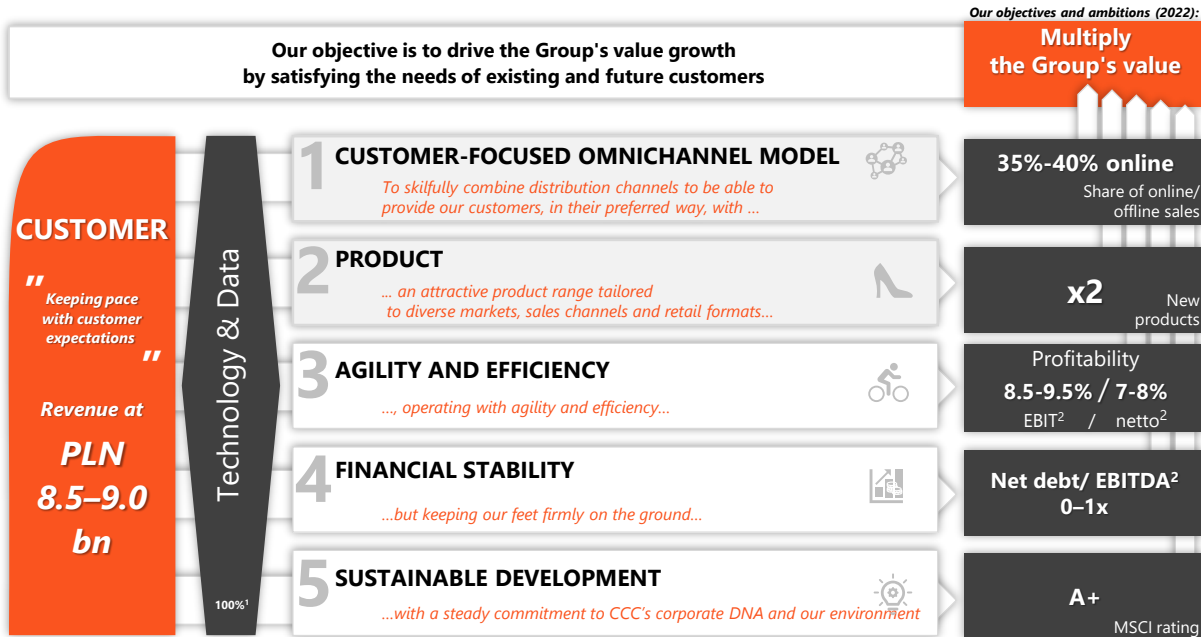 Our objectives and ambitions (2022):
Our objective is to drive the Group's value growth
by satisfying the needs of existing and future customers
Multiply
the Group's value
CUSTOMER
"
Keeping pace
with customer
expectations
"
Revenue at
PLN
8.5–9.0
bn
Technology & Data
100%¹
1
CUSTOMER-FOCUSED OMNICHANNEL MODEL
To skilfully combine distribution channels to be able to
provide our customers, in their preferred way, with ...
35%-40% online
Share of online/
offline sales
2
PRODUCT
... an attractive product range tailored
to diverse markets, sales channels and retail formats...
x2
New
products
3
AGILITY AND EFFICIENCY
..., operating with agility and efficiency...
Profitability
8.5-9.5% / 7-8%
EBIT² / netto²
4
FINANCIAL STABILITY
...but keeping our feet firmly on the ground...
Net debt/ EBITDA²
0–1x
5
SUSTAINABLE DEVELOPMENT
...with a steady commitment to CCC's corporate DNA and our environment
A+
MSCI rating